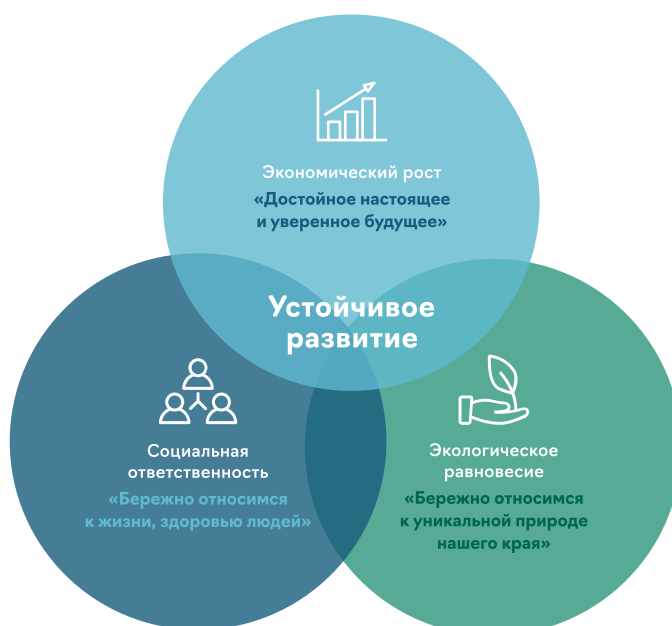 Экономический рост
«Достойное настоящее
и уверенное будущее»
Устойчивое
развитие
Социальная
ответственность
«Бережно относимся
к жизни, здоровью людей»
Экологическое
равновесие
«Бережно относимся
к уникальной природе
нашего края»